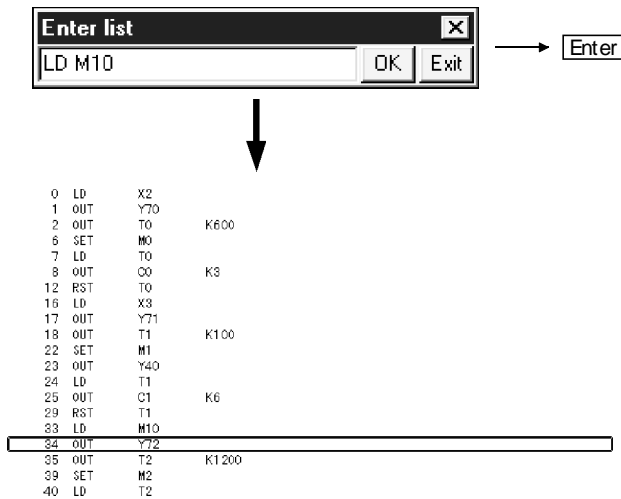 Enter list
LD M10 OK Exit
Enter
0 LD X2
1 OUT Y70
2 OUT T0 K600
6 SET M0
7 LD T0
8 OUT C0 K3
12 RST T0
16 LD X3
17 OUT Y71
18 OUT T1 K100
22 SET M1
23 OUT Y40
24 LD T1
25 OUT C1 K6
29 RST T1
33 LD M10
34 OUT Y72
35 OUT T2 K1200
39 SET M2
40 LD T2